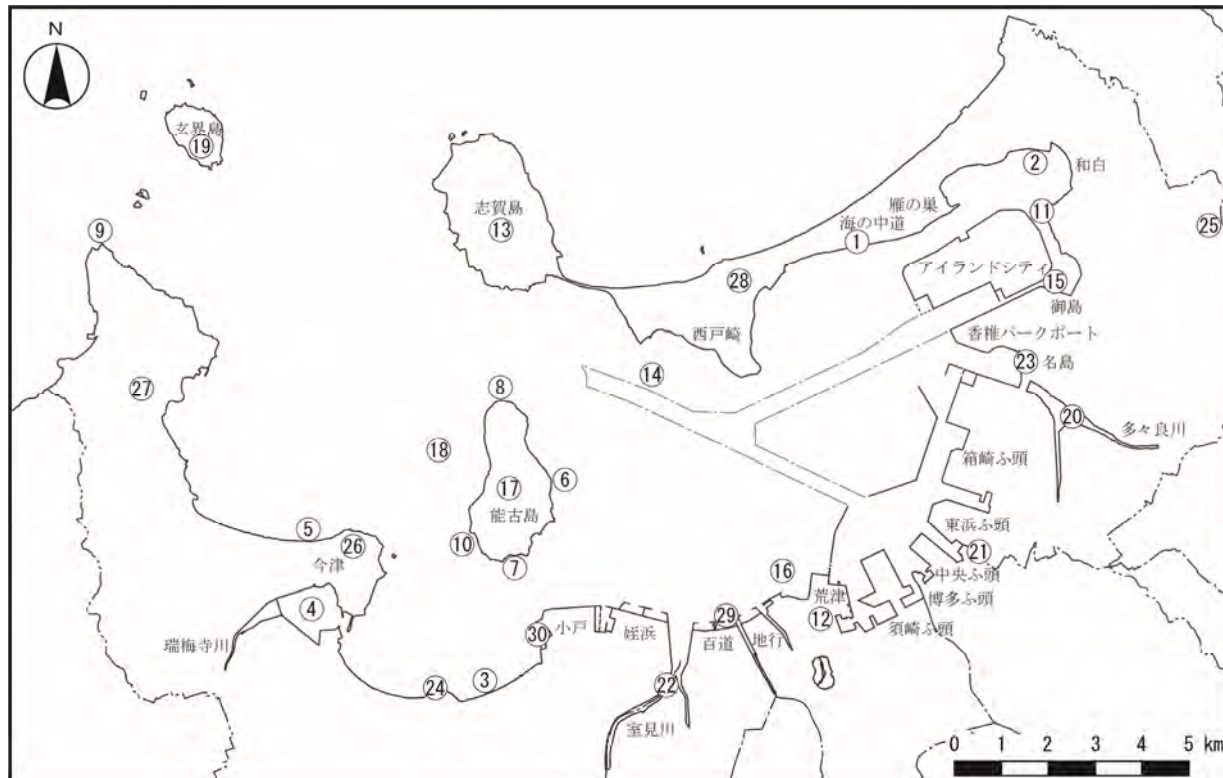 N
玄界島
⑲
②
和白
志賀島
⑬
雁の巣
⑪
海の中道
①
㉕
⑨
アイランドシティ
⑮
㉘
御島
西戸崎
香椎パークポート
⑭
㉓
名島
㉗
⑧
⑳
多々良川
⑱
箱崎ふ頭
⑥
⑰
能古島
東浜ふ頭
⑤
㉖
⑩
㉑
今津
⑦
⑯
中央ふ頭
荒津
博多ふ頭
④
㉙
⑫
小戸
須崎ふ頭
㉚
姪浜
百道
地行
瑞梅寺川
㉔
③
㉒
室見川
0 1 2 3 4 5 km